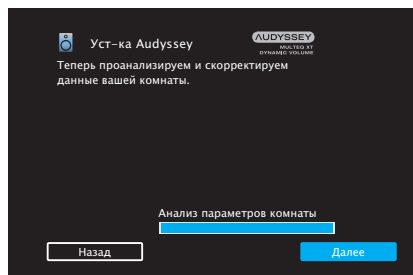 Уст-ка Audyssey
AUDYSSEY
MULTEQ XT
DYNAMIC VOLUME
Теперь проанализируем и скорректируем
данные вашей комнаты.
Анализ параметров комнаты
Назад
Далее